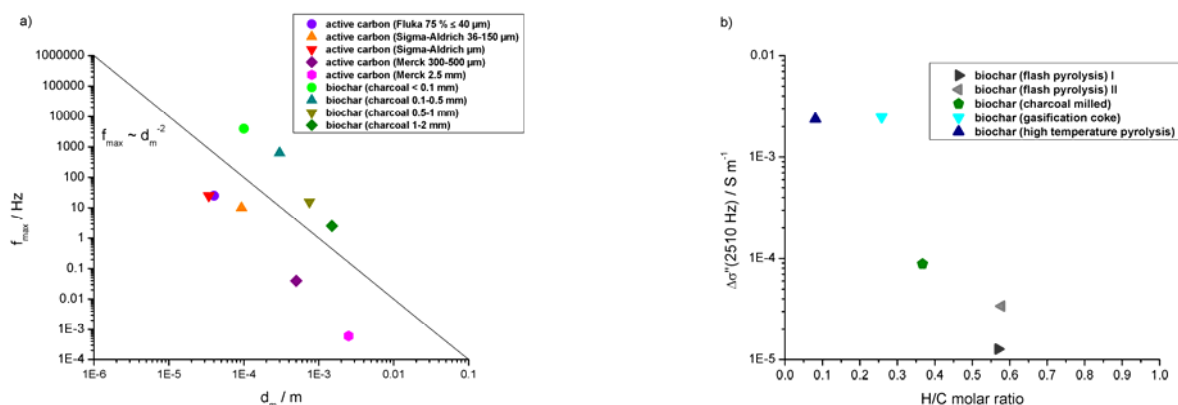 a)
active carbon (Fluka 75 % ≤ 40 µm)
active carbon (Sigma-Aldrich 36-150 µm)
active carbon (Sigma-Aldrich µm)
active carbon (Merck 300-500 µm)
active carbon (Merck 2.5 mm)
biochar (charcoal < 0.1 mm)
biochar (charcoal 0.1-0.5 mm)
biochar (charcoal 0.5-1 mm)
biochar (charcoal 1-2 mm)
1000000
100000
10000
1000
100
10
1
0.1
0.01
1E-3
1E-4
f_max / Hz
f_max ~ d_m^-2
1E-6
1E-5
1E-4
1E-3
0.01
0.1
/ m
b)
biochar (flash pyrolysis) I
biochar (flash pyrolysis) II
biochar (charcoal milled)
biochar (gasification coke)
biochar (high temperature pyrolysis)
0.01
1E-3
1E-4
1E-5
Δσ''(2510 Hz) / S m^-1
0.0 0.1 0.2 0.3 0.4 0.5 0.6 0.7 0.8 0.9 1.0
H/C molar ratio